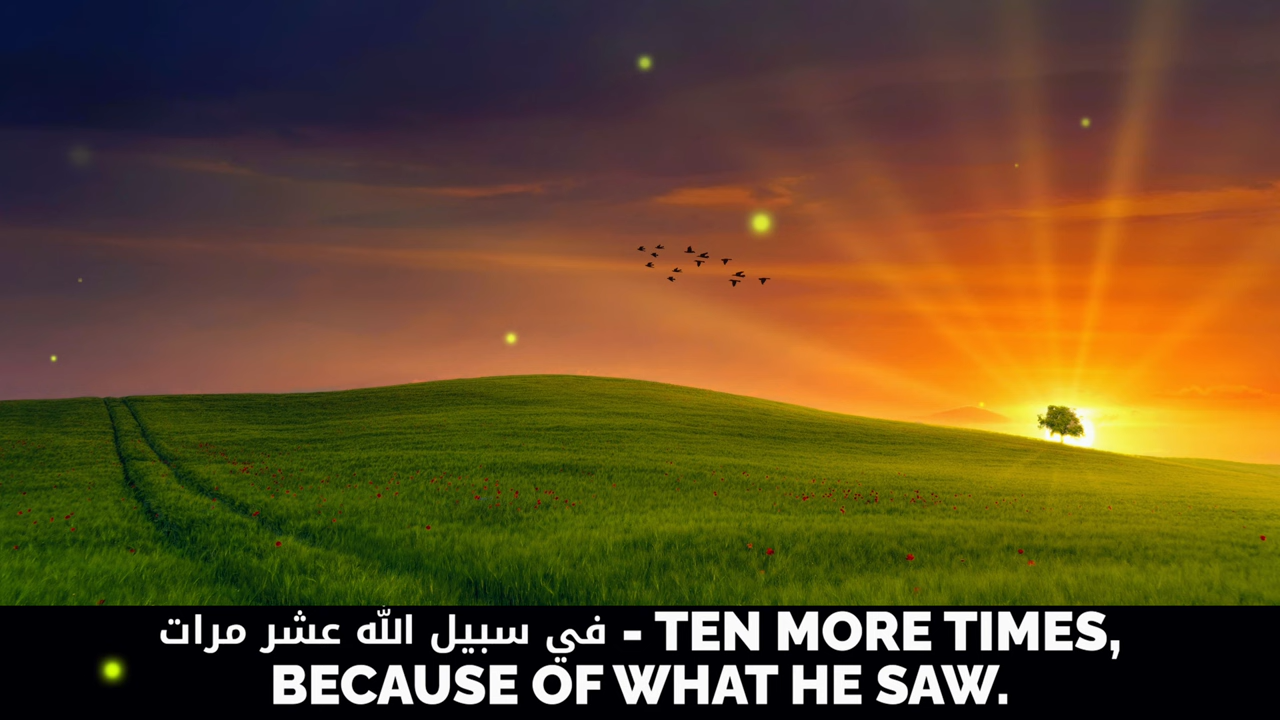 في سبيل الله عشر مرات - TEN MORE TIMES,
BECAUSE OF WHAT HE SAW.